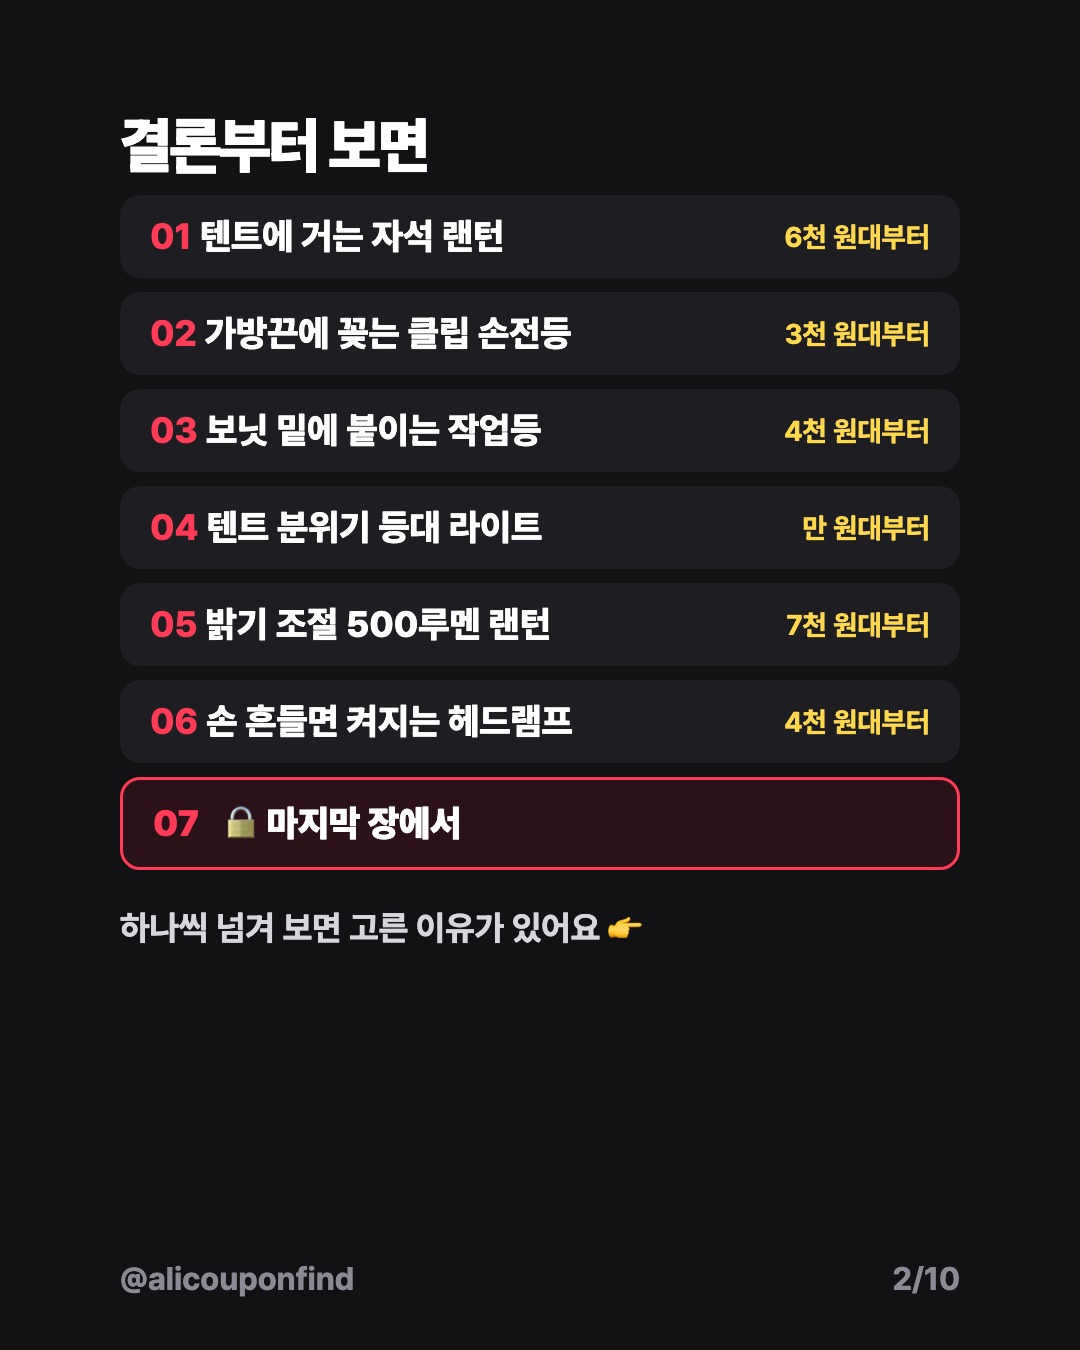 결론부터 보면
01 텐트에 거는 자석 랜턴 6천 원대부터
02 가방끈에 꽂는 클립 손전등 3천 원대부터
03 보닛 밑에 붙이는 작업등 4천 원대부터
04 텐트 분위기 등대 라이트 만 원대부터
05 밝기 조절 500루멘 랜턴 7천 원대부터
06 손 흔들면 켜지는 헤드램프 4천 원대부터
07 🔒 마지막 장에서
하나씩 넘겨 보면 고른 이유가 있어요 👉
@alicouponfind 2/10